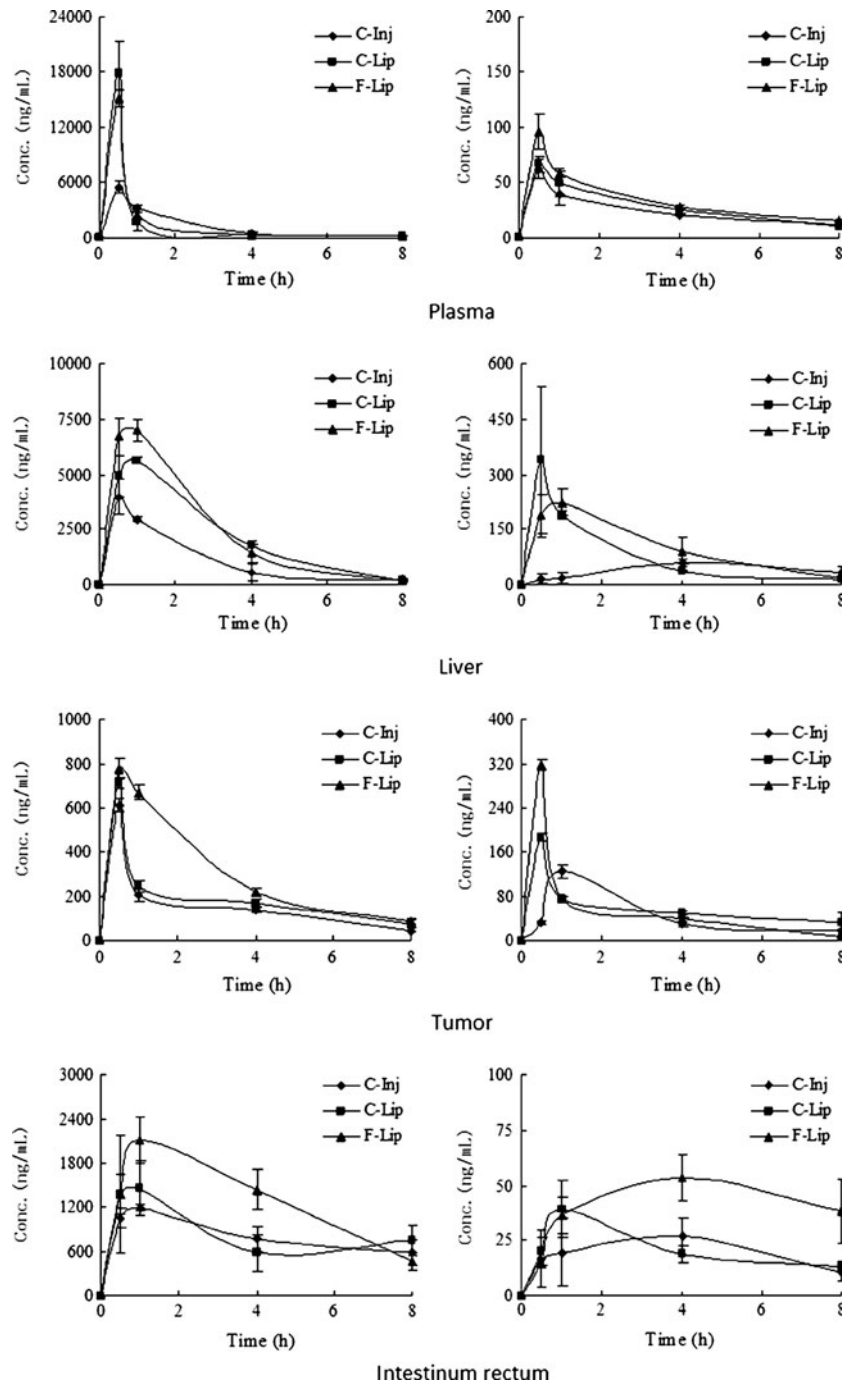 24000
18000
12000
6000
0
Conc. (ng/mL)
C-Inj
C-Lip
F-Lip
0
2
4
6
8
Time (h)
200
150
100
50
0
Conc. (ng/mL)
C-Inj
C-Lip
F-Lip
0
2
4
6
8
Time (h)
Plasma
10000
7500
5000
2500
0
Conc. (ng/mL)
C-Inj
C-Lip
F-Lip
0
2
4
6
8
Time (h)
600
450
300
150
0
Conc. (ng/mL)
C-Inj
C-Lip
F-Lip
0
2
4
6
8
Time (h)
Liver
1000
800
600
400
200
0
Conc. (ng/mL)
C-Inj
C-Lip
F-Lip
0
2
4
6
8
Time (h)
400
320
240
160
80
0
Conc. (ng/mL)
C-Inj
C-Lip
F-Lip
0
2
4
6
8
Time (h)
Tumor
3000
2400
1800
1200
600
0
Conc. (ng/mL)
C-Inj
C-Lip
F-Lip
0
2
4
6
8
Time (h)
100
75
50
25
0
Conc. (ng/mL)
C-Inj
C-Lip
F-Lip
0
2
4
6
8
Time (h)
Intestinum rectum